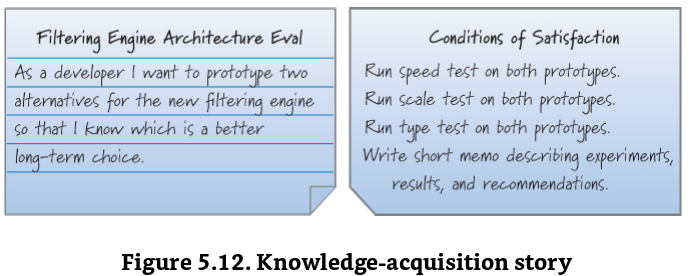 Filtering Engine Architecture Eval
As a developer I want to prototype two
alternatives for the new filtering engine
so that I know which is a better
long-term choice.
Conditions of Satisfaction
Run speed test on both prototypes.
Run scale test on both prototypes.
Run type test on both prototypes.
Write short memo describing experiments,
results, and recommendations.
Figure 5.12. Knowledge-acquisition story